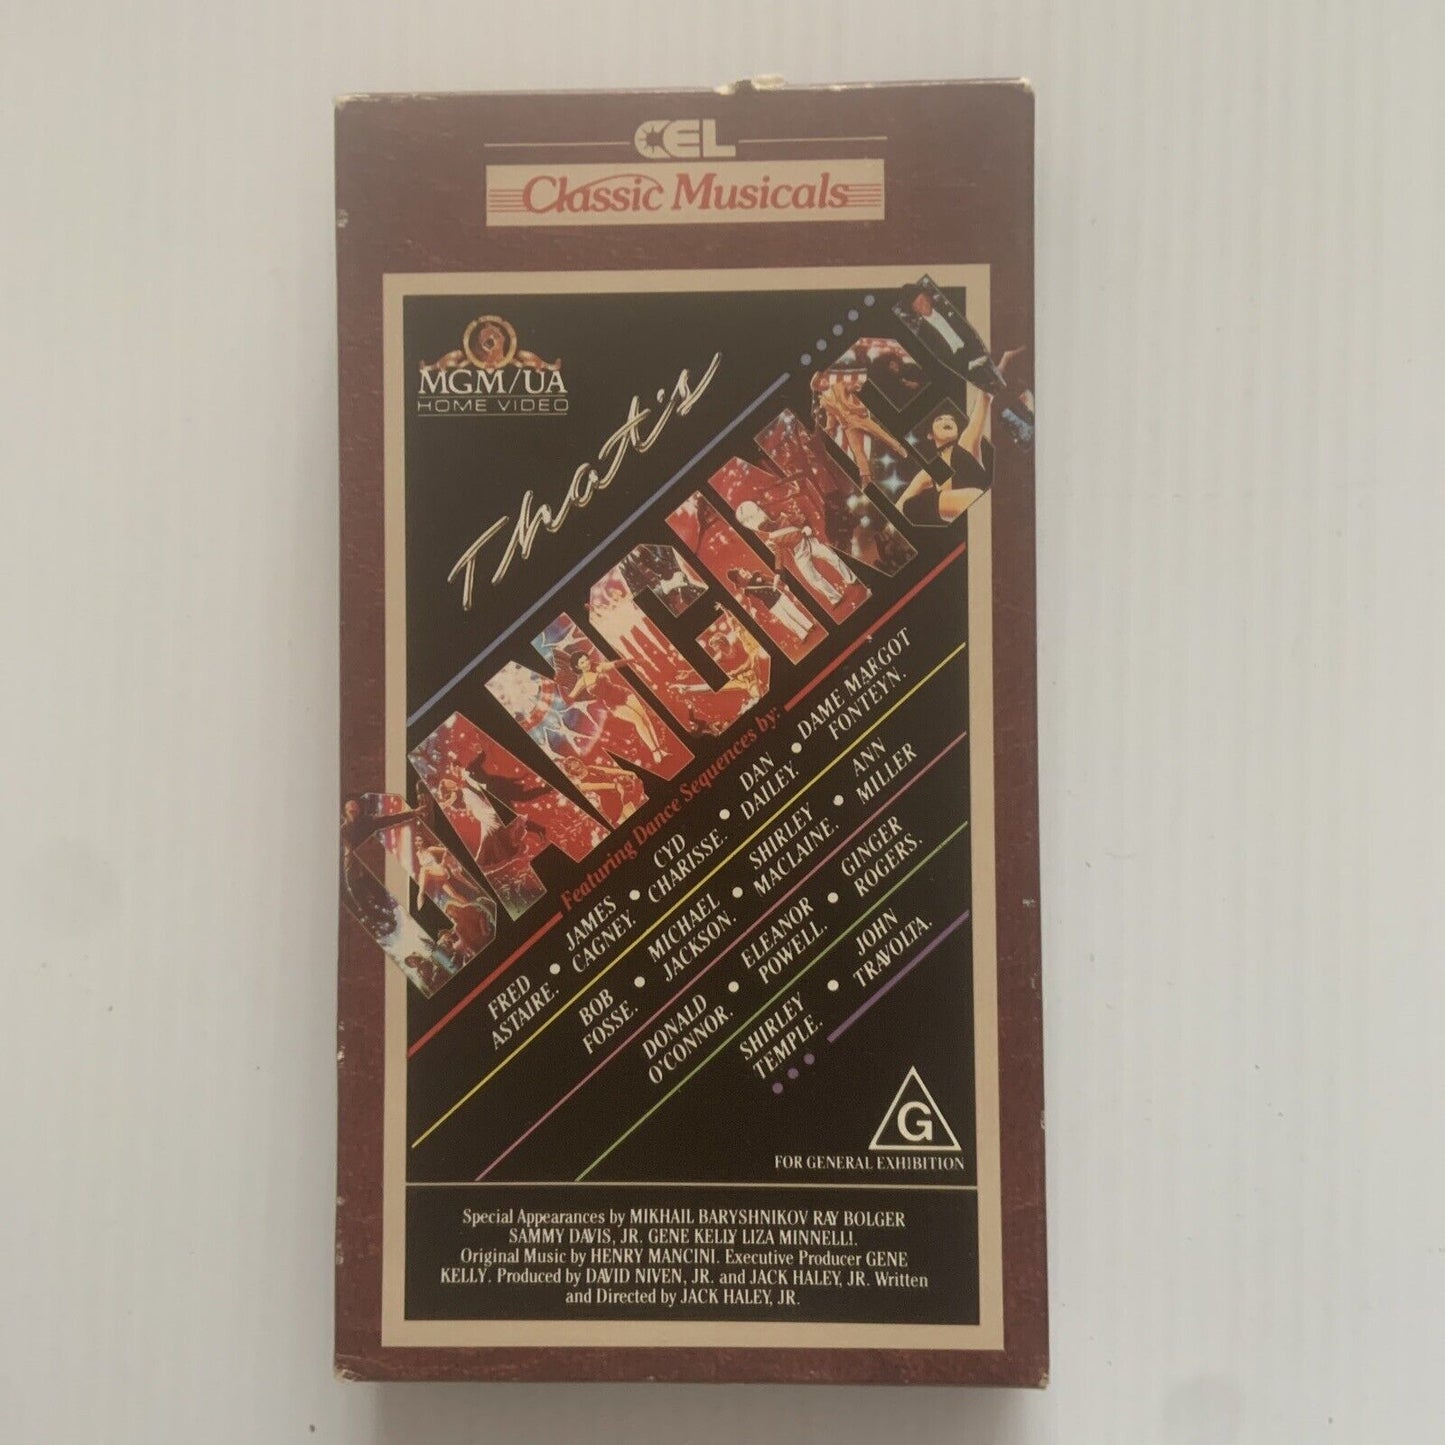 CEL
Classic Musicals
MGM/UA
HOME VIDEO
That's
DANCING
Featuring Dance Sequences by:
FRED
ASTAIRE.
JAMES
CAGNEY.
CYD
CHARISSE.
DAN
DAILEY.
DAME MARGOT
FONTEYN.
BOB
FOSSE.
MICHAEL
JACKSON.
SHIRLEY
MACLAINE.
ANN
MILLER
DONALD
O'CONNOR.
ELEANOR
POWELL.
GINGER
ROGERS.
SHIRLEY
TEMPLE.
JOHN
TRAVOLTA.
G
FOR GENERAL EXHIBITION
Special Appearances by MIKHAIL BARYSHNIKOV RAY BOLGER
SAMMY DAVIS, JR. GENE KELLY LIZA MINNELLI.
Original Music by HENRY MANCINI. Executive Producer GENE
KELLY. Produced by DAVID NIVEN, JR. and JACK HALEY, JR. Written
and Directed by JACK HALEY, JR.